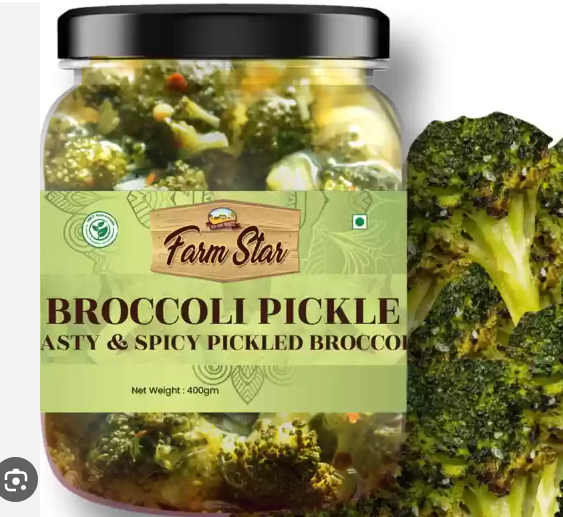 Farm Star
BROCCOLI PICKLE
ASTY & SPICY PICKLED BROCCO
Net Weight : 400gm